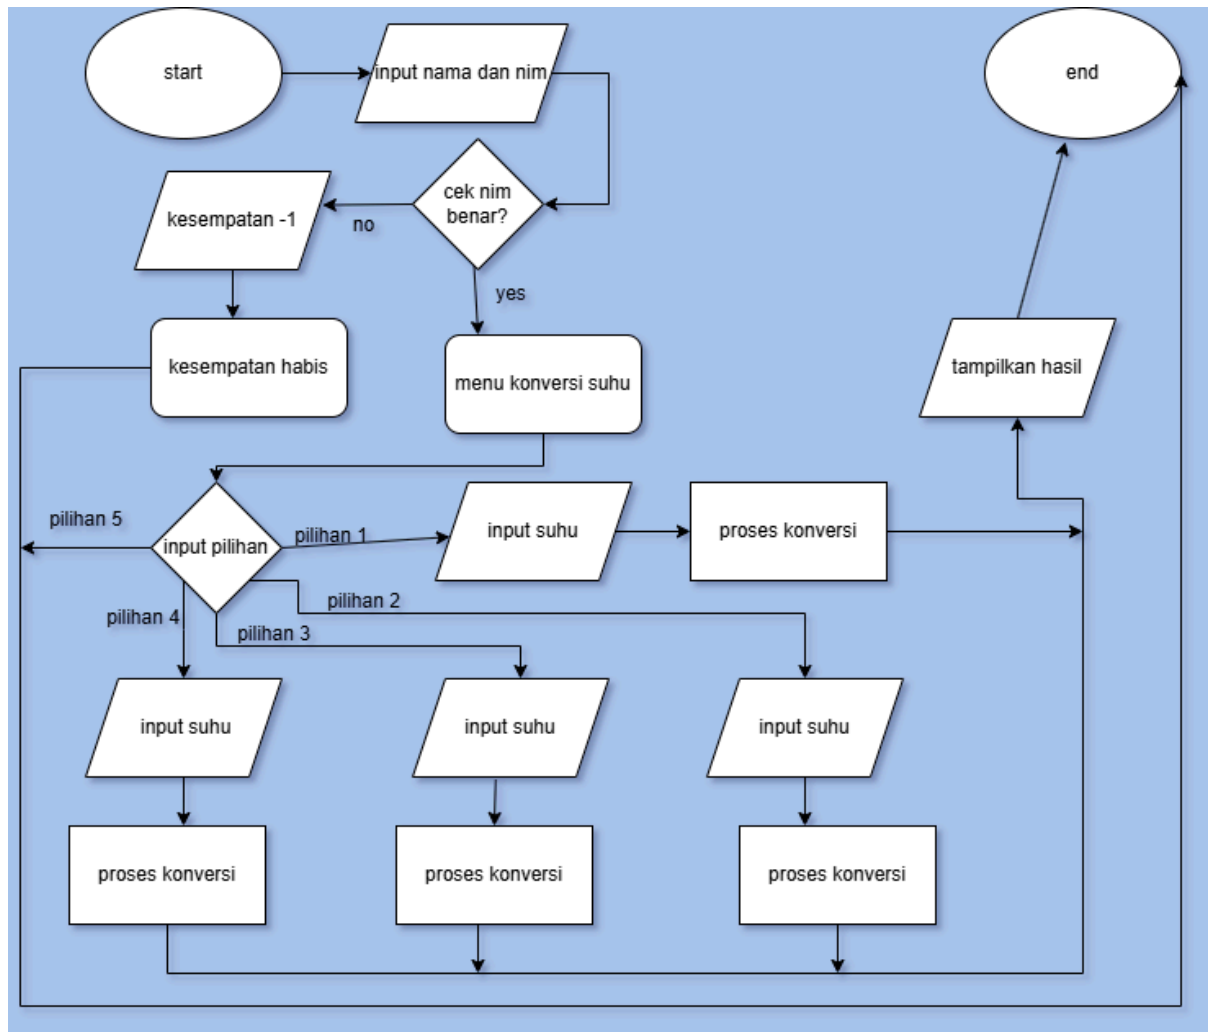 start
input nama dan nim
end
cek nim
benar?
kesempatan -1
no
yes
kesempatan habis
menu konversi suhu
tampilkan hasil
pilihan 5
input pilihan
pilihan 1
input suhu
proses konversi
pilihan 4
pilihan 2
pilihan 3
input suhu
input suhu
input suhu
proses konversi
proses konversi
proses konversi